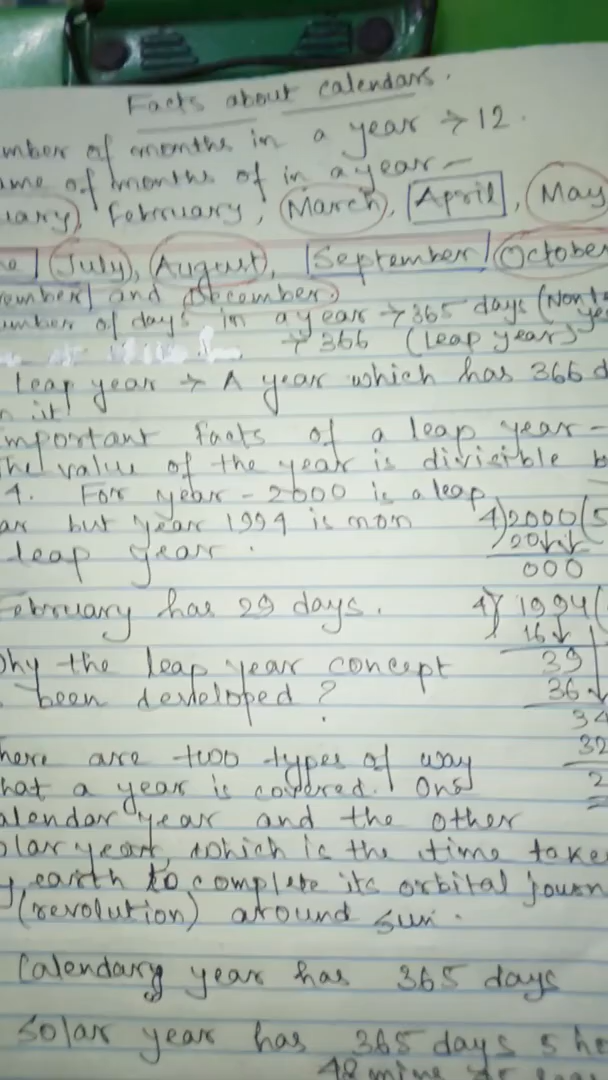 Facts about calendars.
mber of months in a year → 12.
me of months of in a year -
uary), February, March, April, May
July), August, September October
ember and December.
umber of days in a year → 365 days (Non
→ 366 (leap year)
leap year → A year which has 366 d
n it!
mportant facts of a leap year -
he value of the year is divisible b
4. For year - 2000 is a leap
ar but year 1994 is non
leap year.
4)2000(5
20↓↓
000
February has 29 days.
4) 1994(
16↓
39
36↓
34
32
2
hy the leap year concept
been developed ?
here are two types of way
hat a year is covered. One
alendar year and the other
olar year, which is the time take
earth to complete its orbital journ
(revolution) around sun.
Calendary year has 365 days
Solar year has 365 days 5 h
48 mins